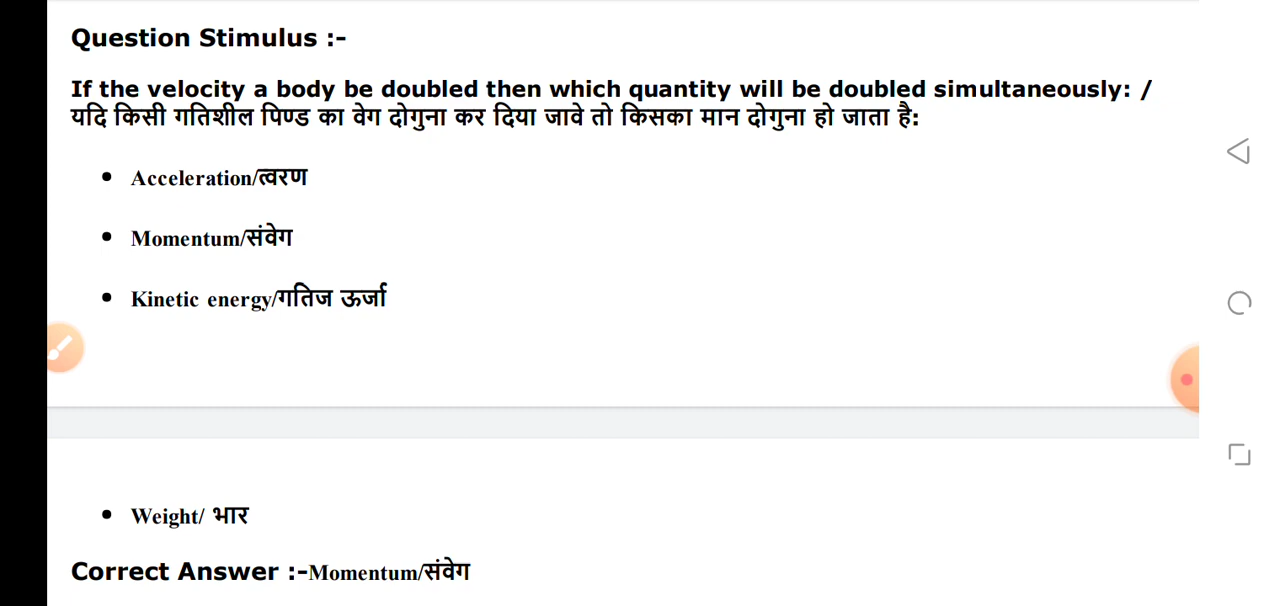 Question Stimulus :-
If the velocity a body be doubled then which quantity will be doubled simultaneously: /
यदि किसी गतिशील पिण्ड का वेग दोगुना कर दिया जावे तो किसका मान दोगुना हो जाता है:
• Acceleration/त्वरण
• Momentum/संवेग
• Kinetic energy/गतिज ऊर्जा
• Weight/ भार
Correct Answer :-Momentum/संवेग